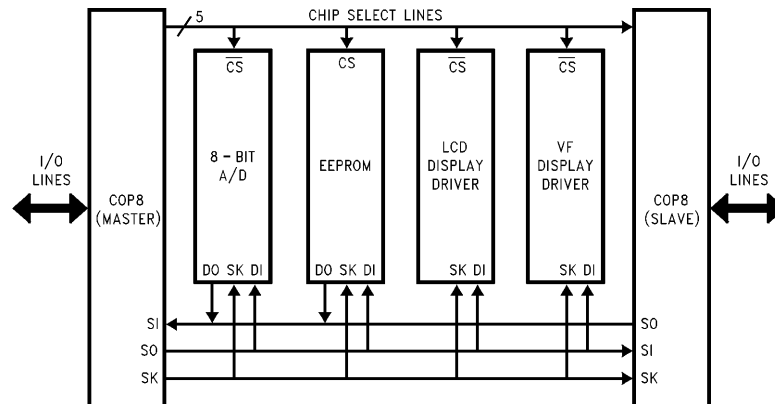 5 CHIP SELECT LINES
CS CS CS CS
8 - BIT
A/D
EEPROM
LCD
DISPLAY
DRIVER
VF
DISPLAY
DRIVER
I/O
LINES
COP8
(MASTER)
COP8
(SLAVE)
I/O
LINES
DO SK DI DO SK DI SK DI SK DI
SI SO
SO SI
SK SK